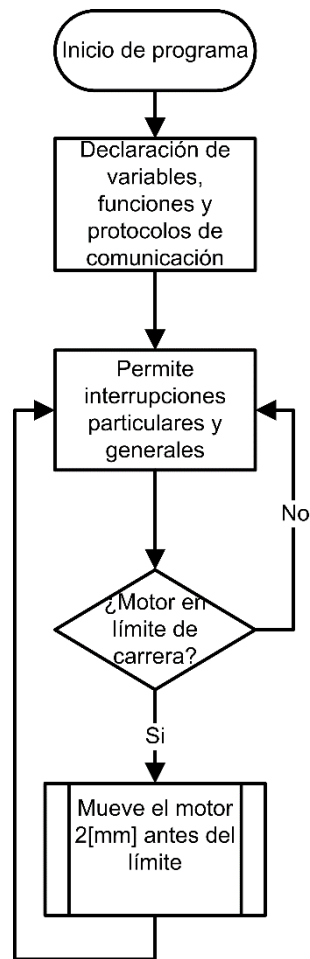 Inicio de programa
Declaración de
variables,
funciones y
protocolos de
comunicación
Permite
interrupciones
particulares y
generales
No
¿Motor en
límite de
carrera?
Si
Mueve el motor
2[mm] antes del
límite